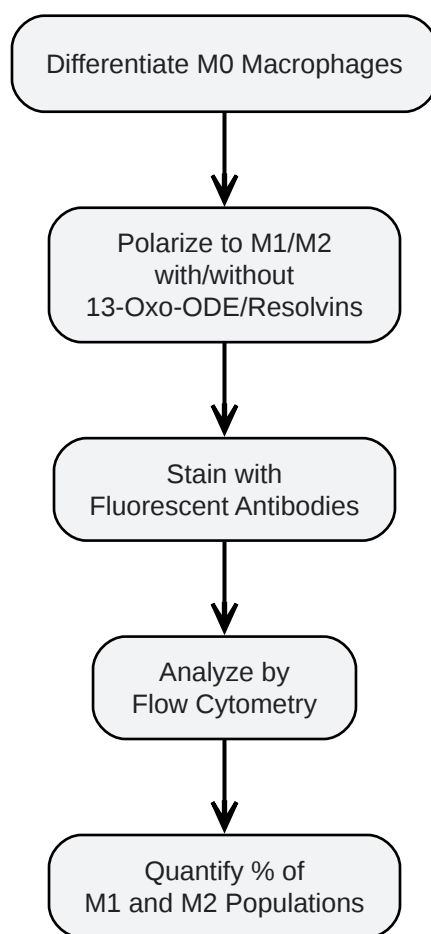 Differentiate M0 Macrophages
Polarize to M1/M2
with/without
13-Oxo-ODE/Resolvins
Stain with
Fluorescent Antibodies
Analyze by
Flow Cytometry
Quantify % of
M1 and M2 Populations